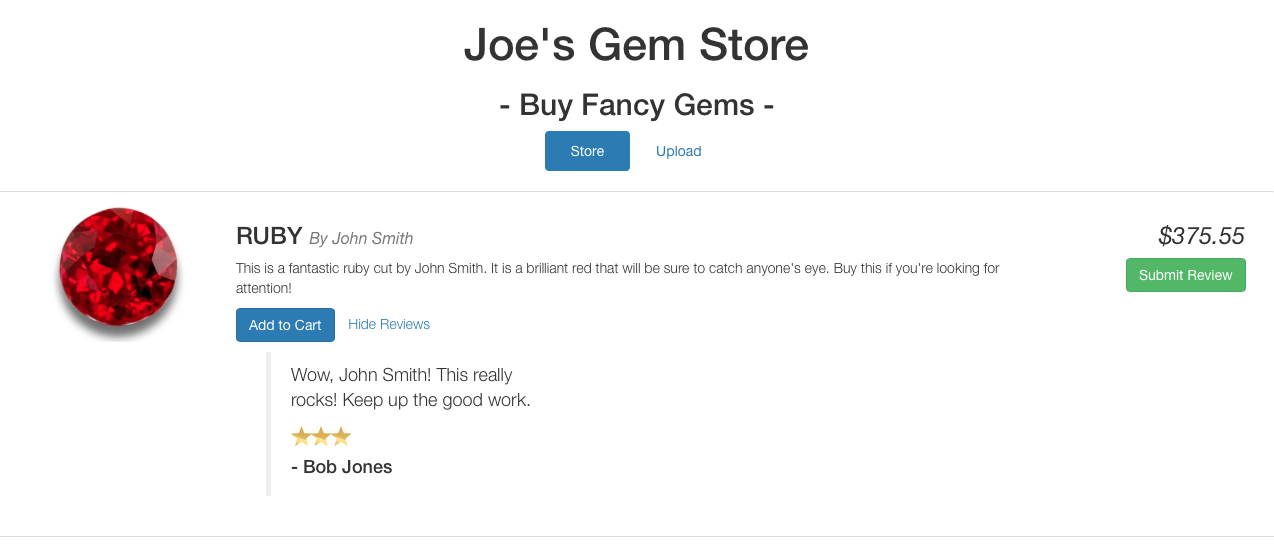 Joe's Gem Store
- Buy Fancy Gems -
Store Upload
RUBY By John Smith $375.55
This is a fantastic ruby cut by John Smith. It is a brilliant red that will be sure to catch anyone's eye. Buy this if you're looking for
attention!
Submit Review
Add to Cart Hide Reviews
Wow, John Smith! This really
rocks! Keep up the good work.
- Bob Jones